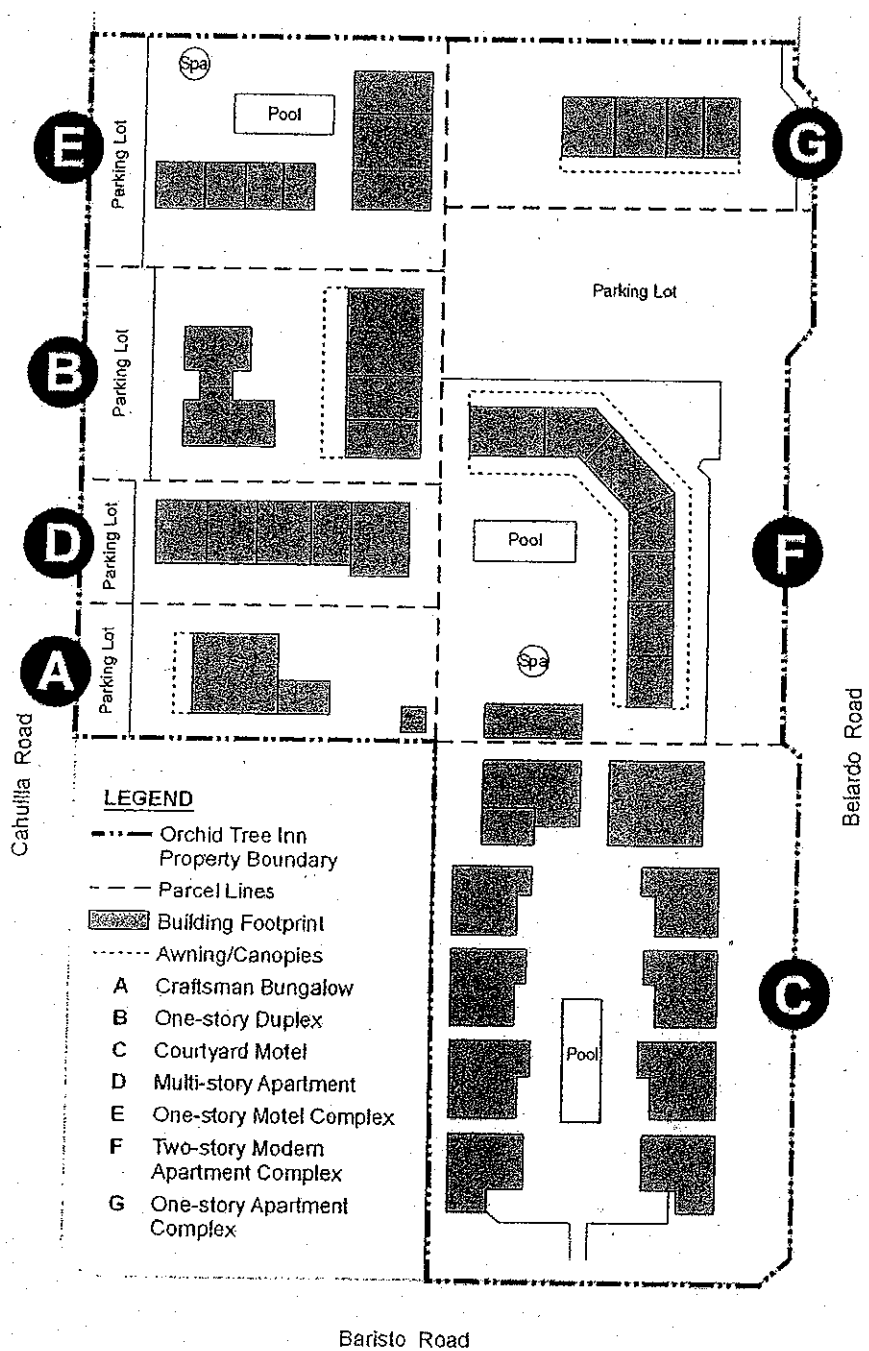 Spa
Pool
Parking Lot
E
G
Parking Lot
Parking Lot
B
Pool
Parking Lot
D
F
Spa
Parking Lot
A
Cahuilla Road
Belardo Road
LEGEND
Orchid Tree Inn
Property Boundary
Parcel Lines
Building Footprint
Awning/Canopies
A Craftsman Bungalow
B One-story Duplex
C Courtyard Motel
D Multi-story Apartment
E One-story Motel Complex
F Two-story Modern
Apartment Complex
G One-story Apartment
Complex
C
Pool
Baristo Road